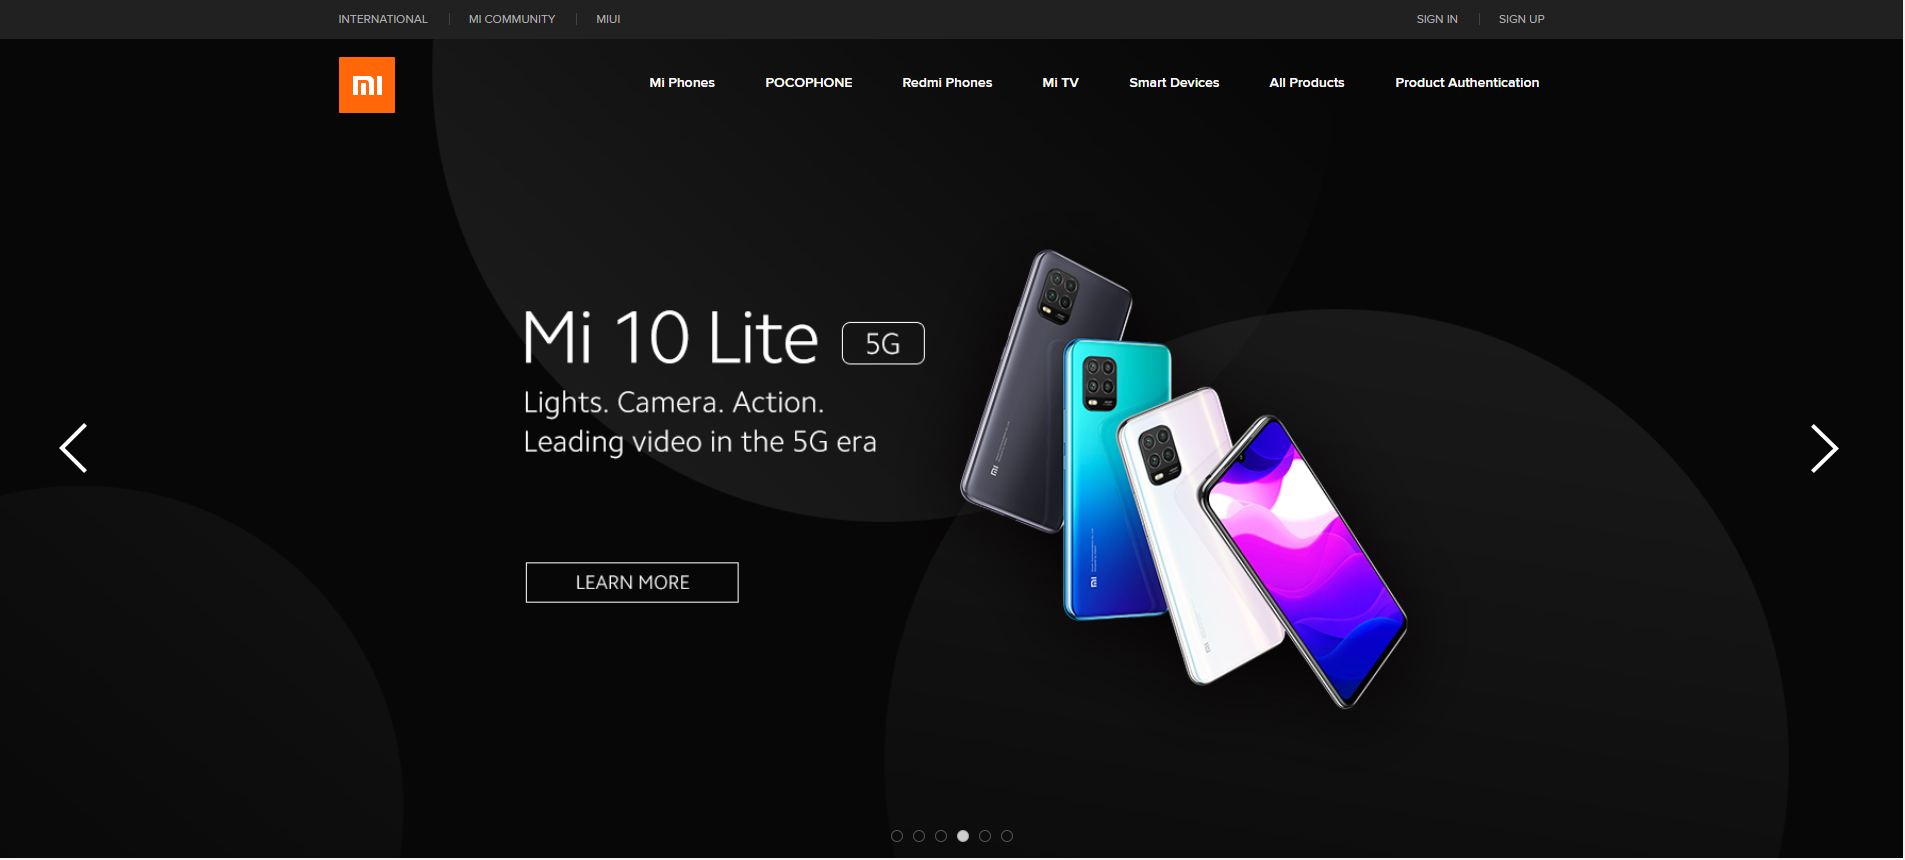 INTERNATIONAL MI COMMUNITY MIUI SIGN IN SIGN UP
Mi Phones POCOPHONE Redmi Phones Mi TV Smart Devices All Products Product Authentication
Mi 10 Lite 5G
Lights. Camera. Action.
Leading video in the 5G era
LEARN MORE